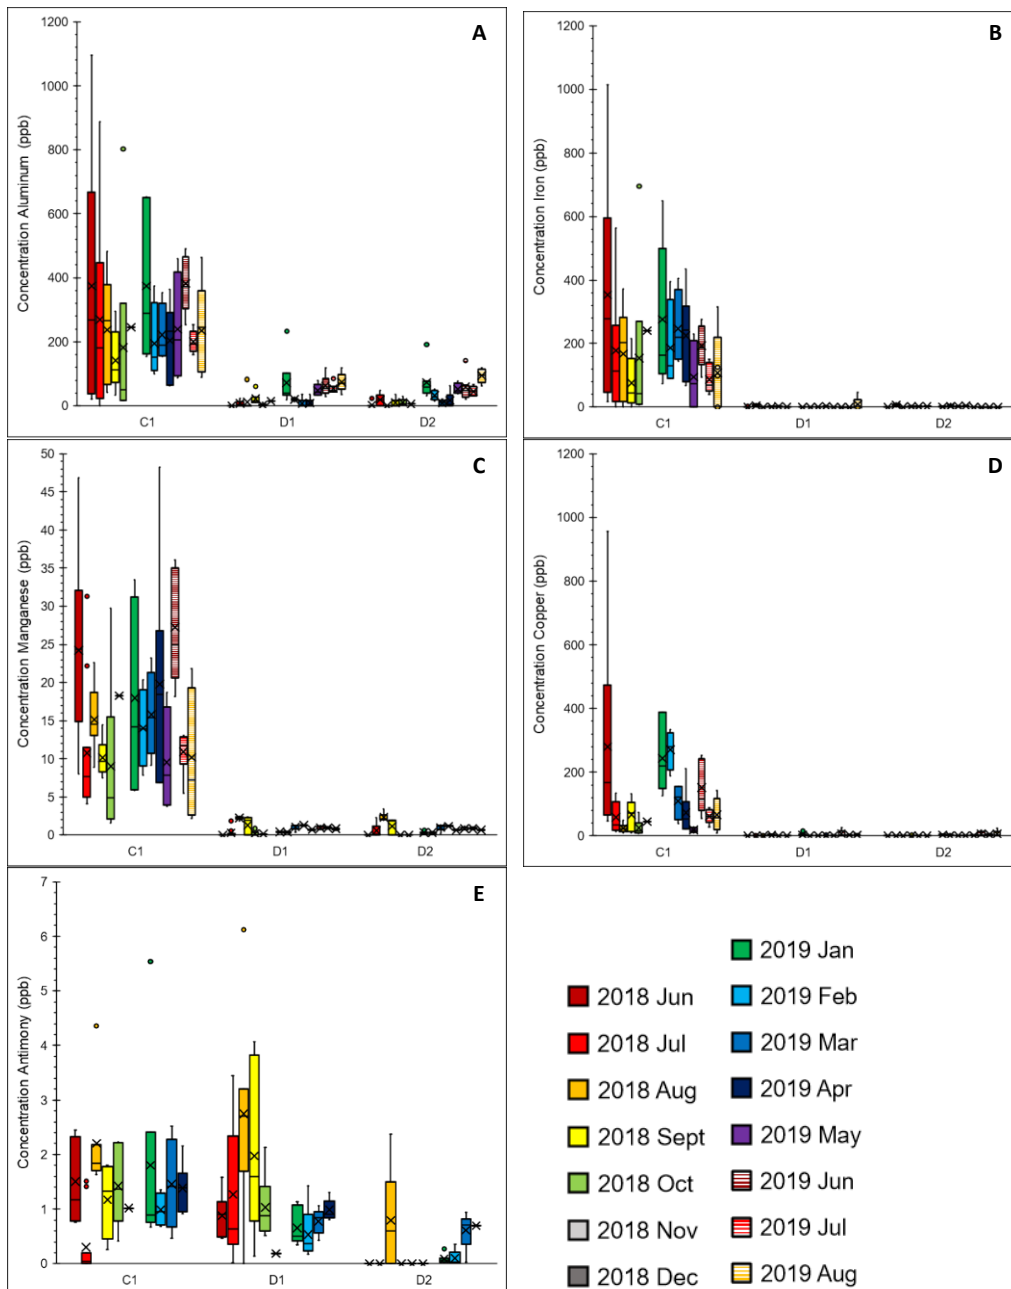 A
Concentration Aluminum (ppb)
1200
1000
800
600
400
200
0
C1 D1 D2
B
Concentration Iron (ppb)
1200
1000
800
600
400
200
0
C1 D1 D2
C
Concentration Manganese (ppb)
50
45
40
35
30
25
20
15
10
5
0
C1 D1 D2
D
Concentration Copper (ppb)
1200
1000
800
600
400
200
0
C1 D1 D2
E
Concentration Antimony (ppb)
7
6
5
4
3
2
1
0
C1 D1 D2
2018 Jun
2018 Jul
2018 Aug
2018 Sept
2018 Oct
2018 Nov
2018 Dec
2019 Jan
2019 Feb
2019 Mar
2019 Apr
2019 May
2019 Jun
2019 Jul
2019 Aug